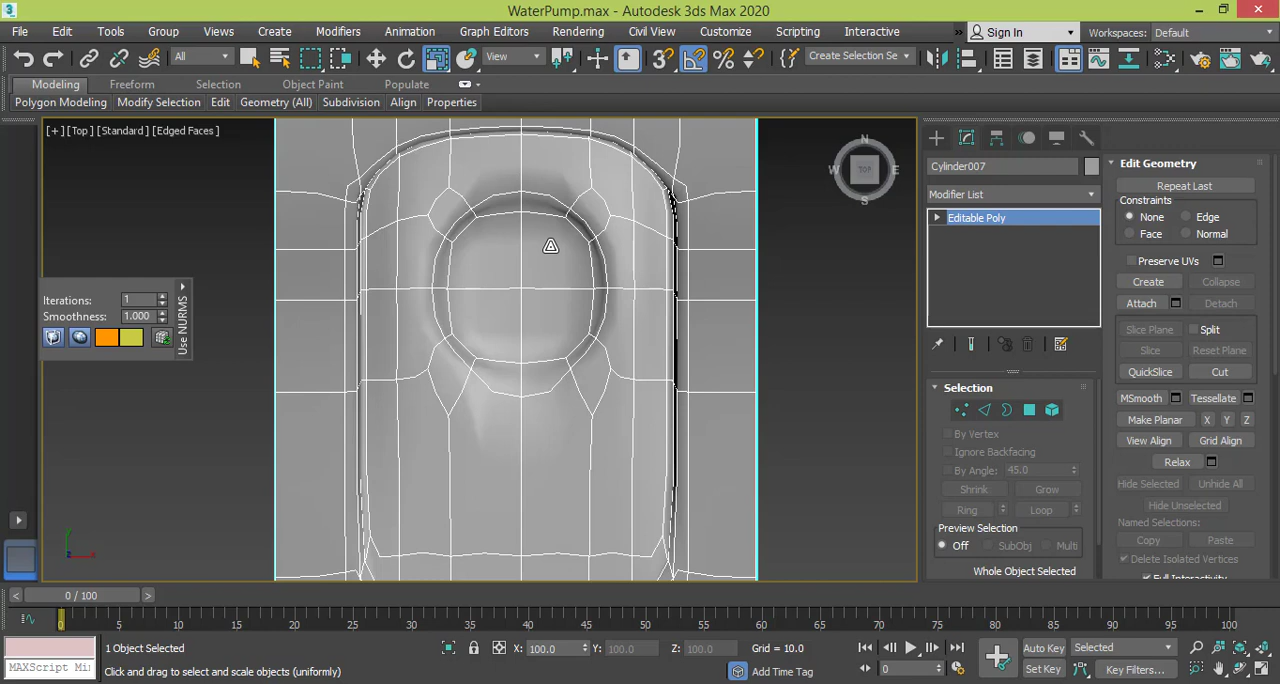 WaterPump.max - Autodesk 3ds Max 2020
File Edit Tools Group Views Create Modifiers Animation Graph Editors Rendering Civil View Customize Scripting Interactive Sign In Workspaces: Default
All View Create Selection Se
Modeling Freeform Selection Object Paint Populate
Polygon Modeling Modify Selection Edit Geometry (All) Subdivision Align Properties
[+] [Top] [Standard] [Edged Faces]
N
W TOP E
S
Iterations: 1
Smoothness: 1.000
Use NURMS
y
x
z
Cylinder007
Modifier List
Editable Poly
Selection
By Vertex
Ignore Backfacing
By Angle: 45.0
Shrink Grow
Ring Loop
Preview Selection
Off SubObj Multi
Whole Object Selected
Edit Geometry
Repeat Last
Constraints
None Edge
Face Normal
Preserve UVs
Create Collapse
Attach Detach
Slice Plane Split
Slice Reset Plane
QuickSlice Cut
MSmooth Tessellate
Make Planar X Y Z
View Align Grid Align
Relax
Hide Selected Unhide All
Hide Unselected
Named Selections:
Copy Paste
Delete Isolated Vertices
Full Interactivity
0 / 100
0 5 10 15 20 25 30 35 40 45 50 55 60 65 70 75 80 85 90 95 100
1 Object Selected X: 100.0 Y: 100.0 Z: 100.0 Grid = 10.0 Auto Key Selected
MAXScript Mi Click and drag to select and scale objects (uniformly) Add Time Tag 0 Set Key Key Filters...